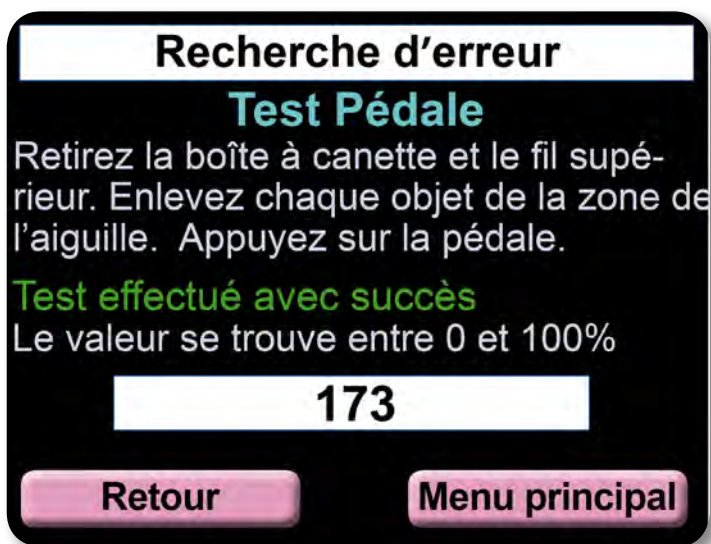 Recherche d’erreur
Test Pédale
Retirez la boîte à canette et le fil supé-
rieur. Enlevez chaque objet de la zone de
l’aiguille. Appuyez sur la pédale.
Test effectué avec succès
Le valeur se trouve entre 0 et 100%
173
Retour
Menu principal